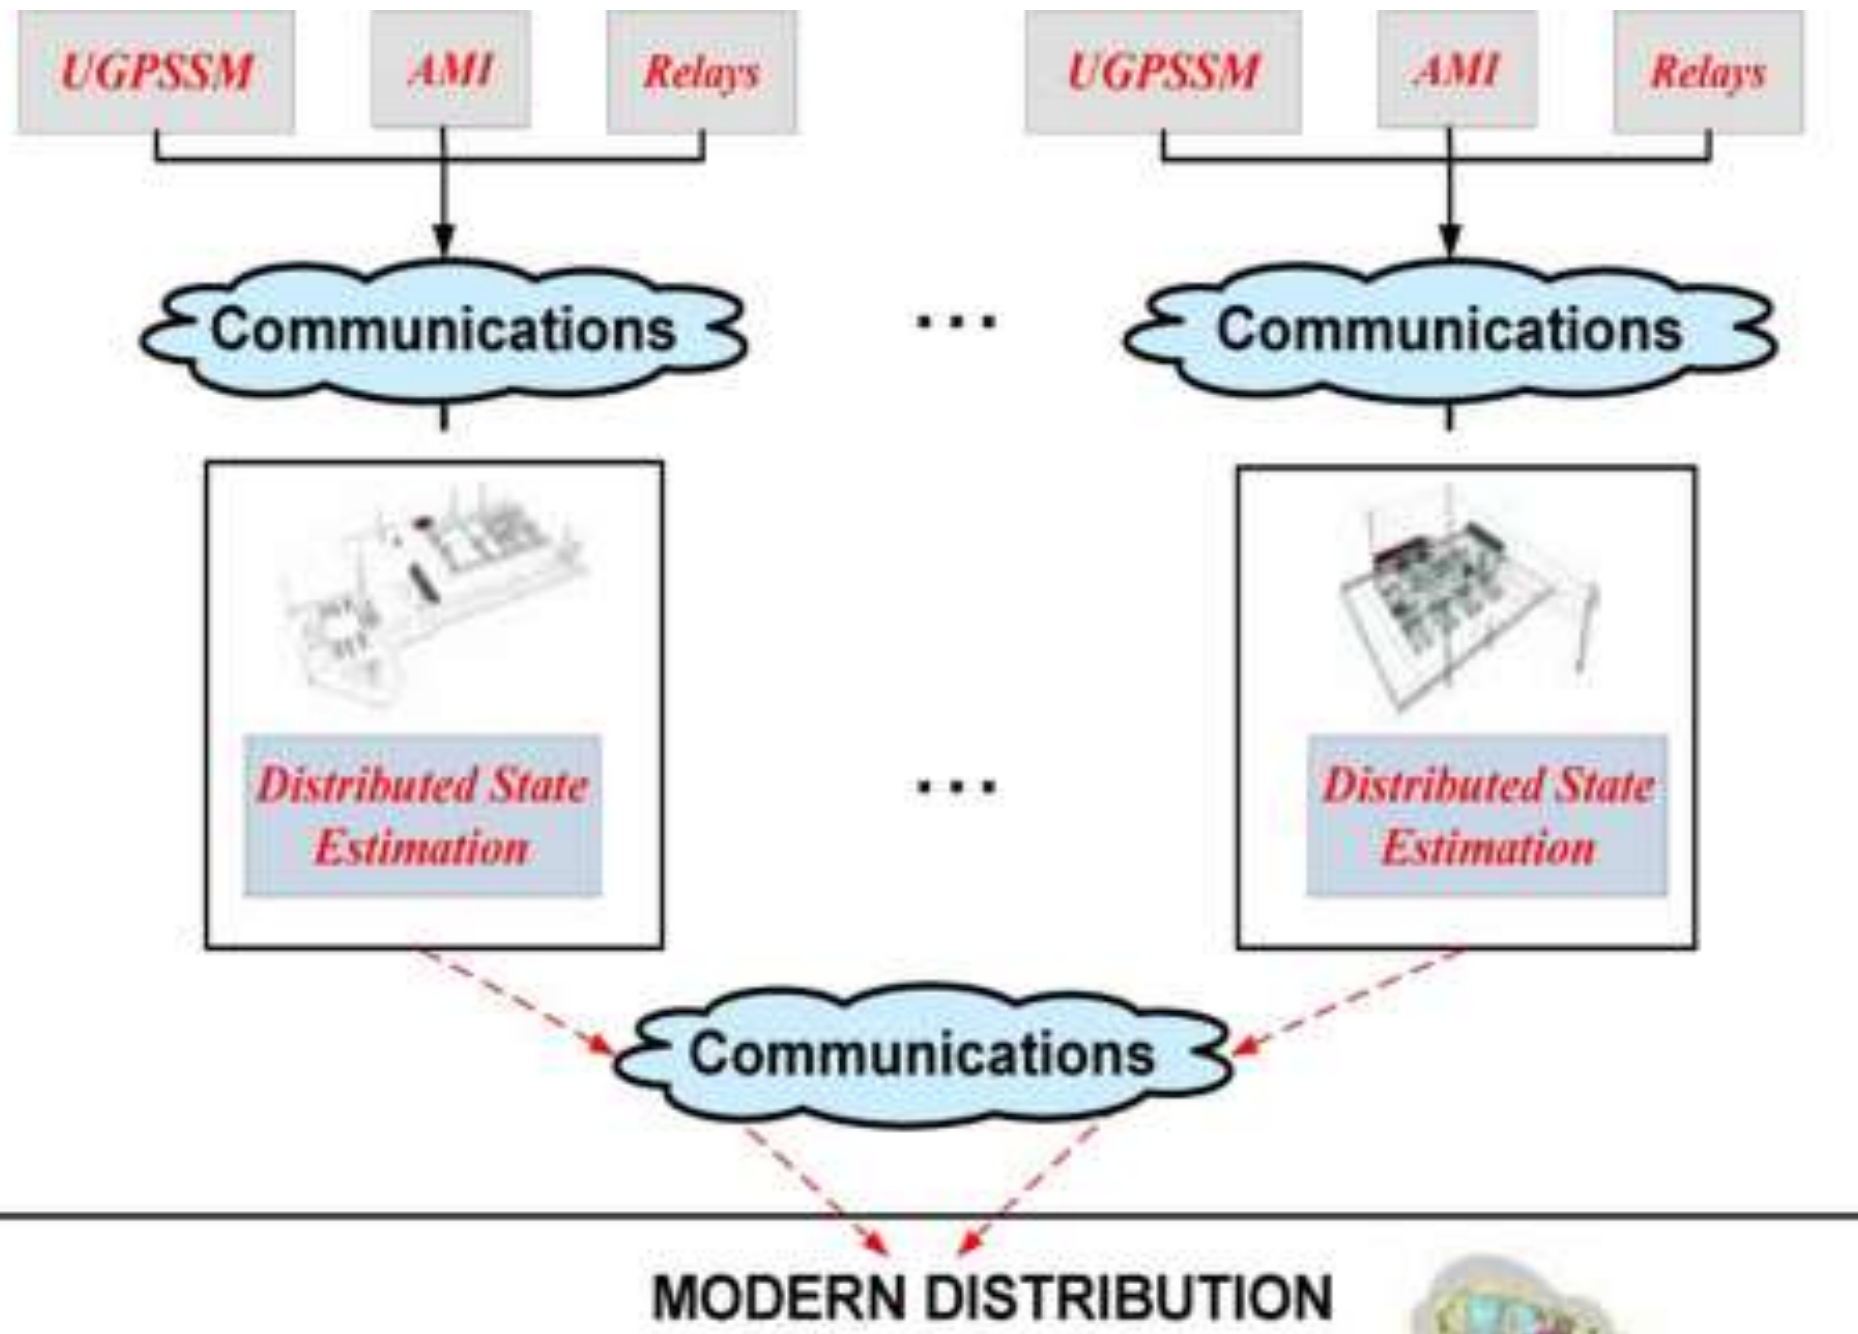 UGPSSM AMI Relays UGPSSM AMI Relays
Communications ... Communications
...
Distributed State Distributed State
Estimation Estimation
Communications
MODERN DISTRIBUTION